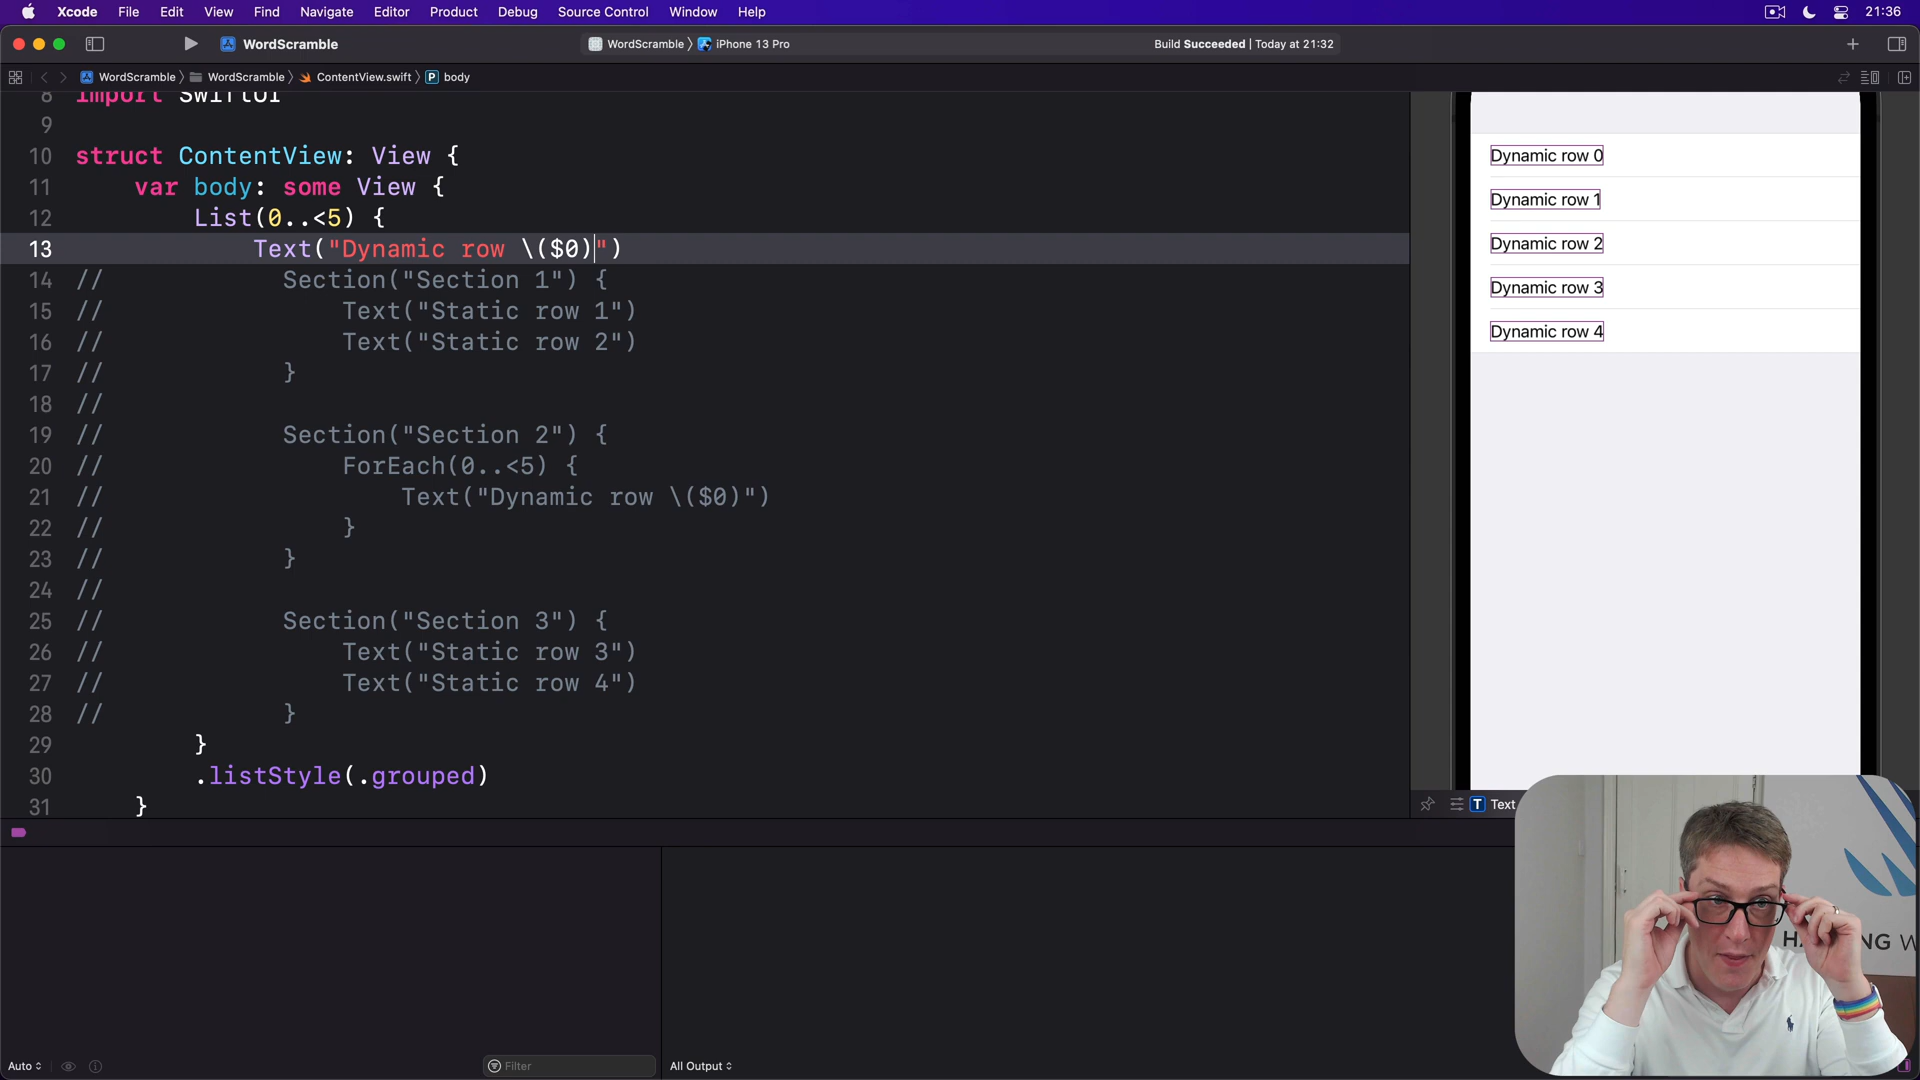 Xcode File Edit View Find Navigate Editor Product Debug Source Control Window Help 21:36
WordScramble WordScramble 〉 iPhone 13 Pro Build Succeeded | Today at 21:32
WordScramble 〉 WordScramble 〉 ContentView.swift 〉 P body
8 import SwiftUI
9
10 struct ContentView: View {
11 var body: some View {
12 List(0..<5) {
13 Text("Dynamic row \($0)")
14 // Section("Section 1") {
15 // Text("Static row 1")
16 // Text("Static row 2")
17 // }
18 //
19 // Section("Section 2") {
20 // ForEach(0..<5) {
21 // Text("Dynamic row \($0)")
22 // }
23 // }
24 //
25 // Section("Section 3") {
26 // Text("Static row 3")
27 // Text("Static row 4")
28 // }
29 }
30 .listStyle(.grouped)
31 }
Dynamic row 0
Dynamic row 1
Dynamic row 2
Dynamic row 3
Dynamic row 4
T Text
Auto Filter All Output